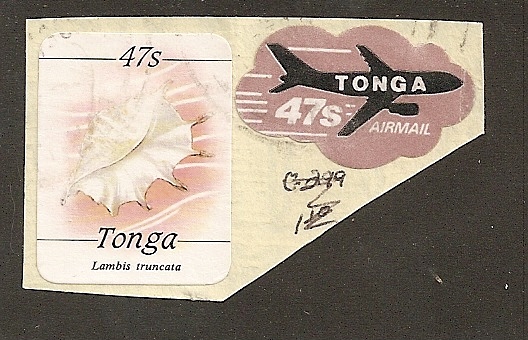 47s
Tonga
Lambis truncata
TONGA
47s
AIRMAIL